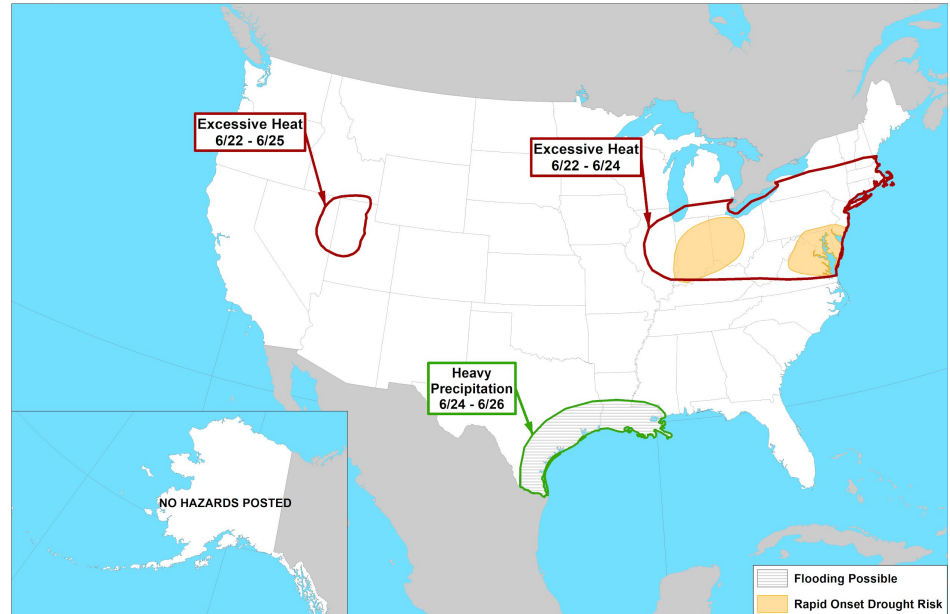 Excessive Heat
6/22 - 6/25
Excessive Heat
6/22 - 6/24
Heavy
Precipitation
6/24 - 6/26
NO HAZARDS POSTED
Flooding Possible
Rapid Onset Drought Risk